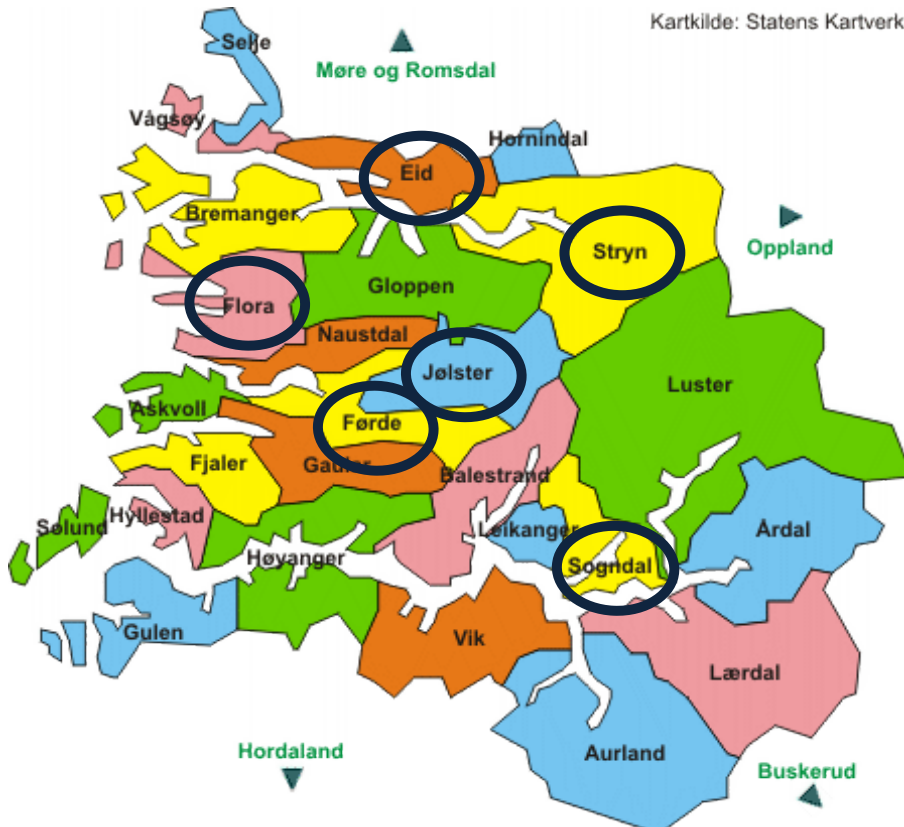 Kartkilde: Statens Kartverk
Selje
Møre og Romsdal
Vågsøy
Hornindal
Eid
Bremanger
Stryn
Oppland
Gloppen
Flora
Naustdal
Jølster
Luster
Askvoll
Førde
Fjaler
Gauler
Balestrand
Hyllestad
Solund
Leikanger
Årdal
Høyanger
Sogndal
Gulen
Vik
Lærdal
Aurland
Hordaland
Buskerud